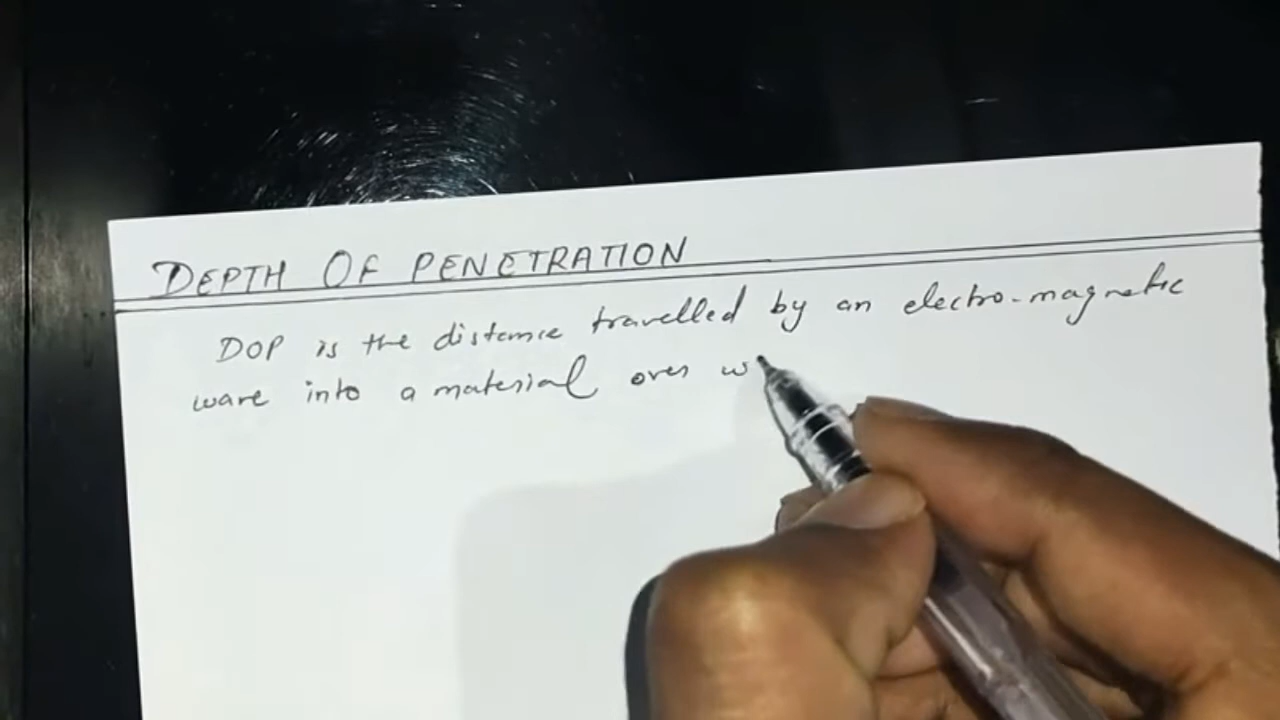 DEPTH OF PENETRATION
DOP is the distance travelled by an electro-magnetic
wave into a material over w